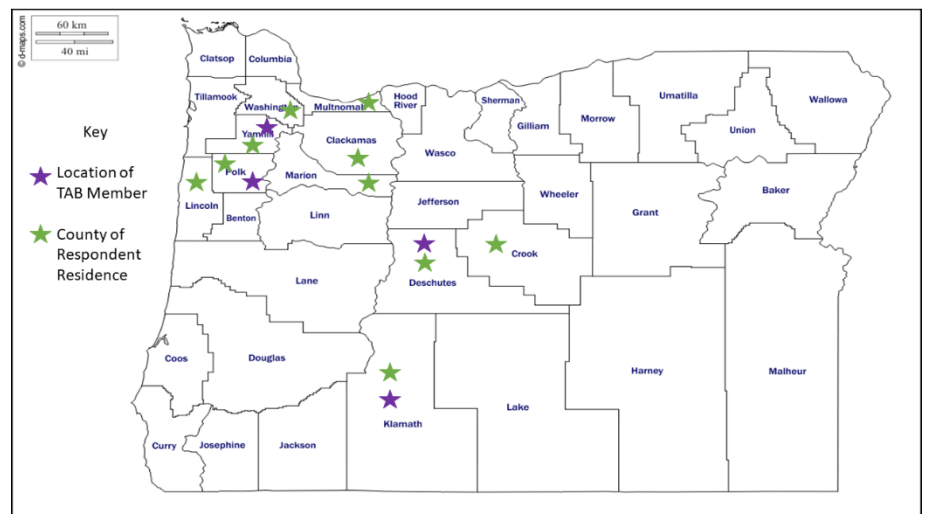 60 km
40 mi
© d-maps.com
Clatsop
Columbia
Tillamook
Washington
Multnomah
Hood
River
Sherman
Gilliam
Morrow
Umatilla
Union
Wallowa
Key
Yamhill
Clackamas
Wasco
Location of
TAB Member
Polk
Marion
Lincoln
Benton
Linn
Jefferson
Wheeler
Grant
Baker
County of
Respondent
Residence
Crook
Lane
Deschutes
Coos
Douglas
Harney
Malheur
Lake
Klamath
Curry
Josephine
Jackson